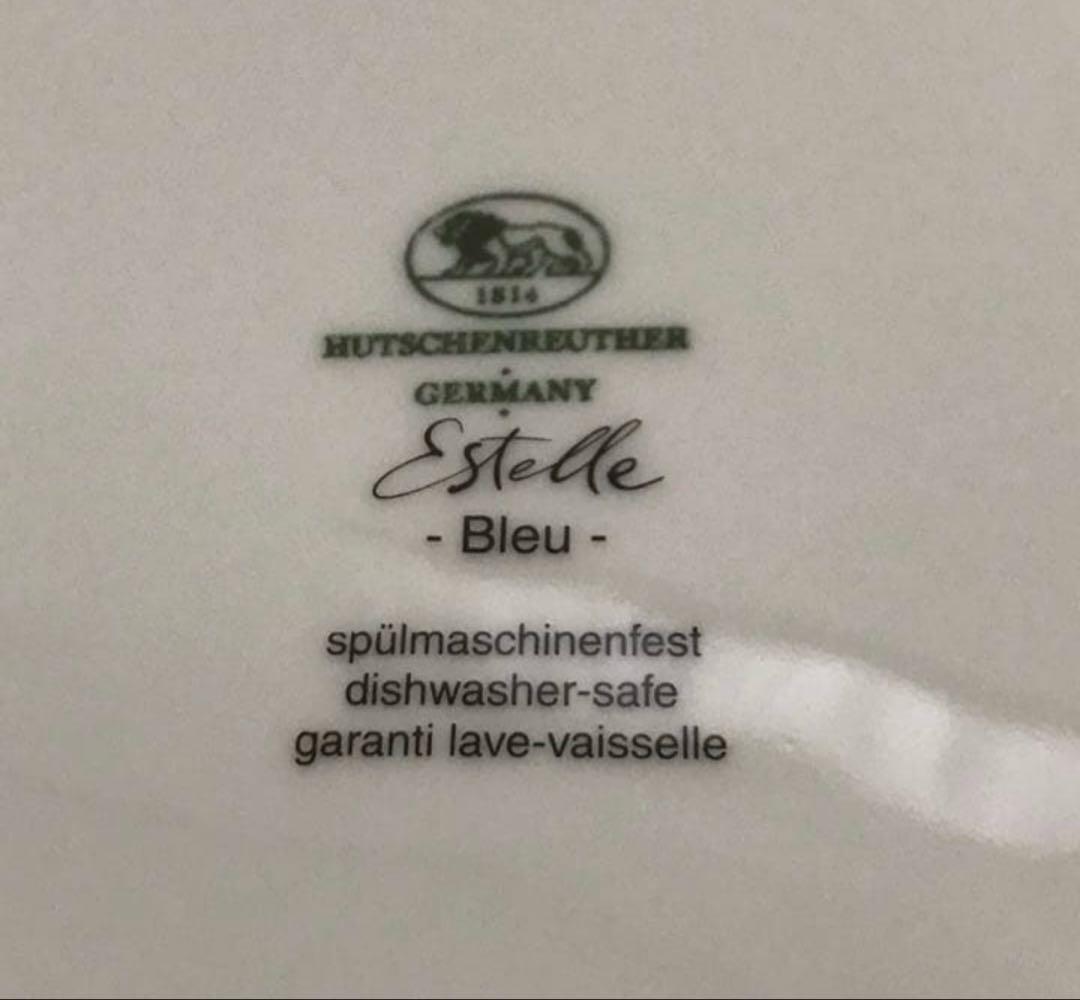 1814
HUTSCHENREUTHER
GERMANY
Estelle
- Bleu -
spülmaschinenfest
dishwasher-safe
garanti lave-vaisselle